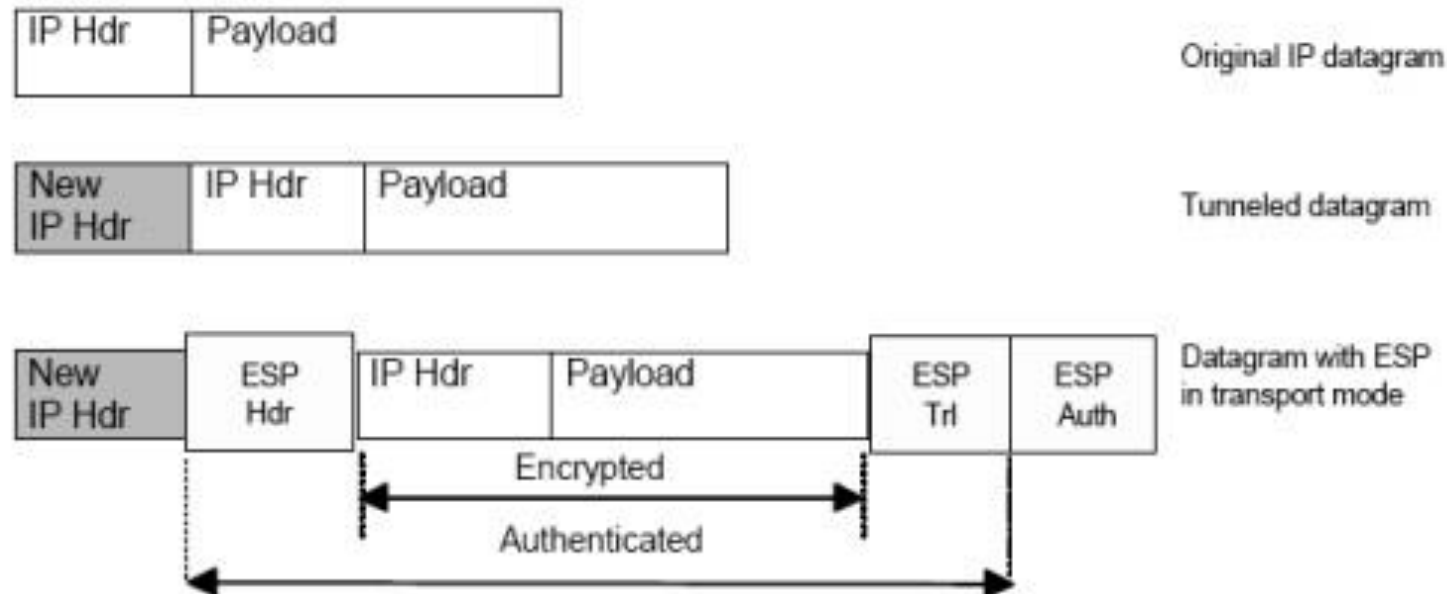 IP Hdr
Payload
Original IP datagram
New
IP Hdr
IP Hdr
Payload
Tunneled datagram
New
IP Hdr
ESP
Hdr
IP Hdr
Payload
ESP
Trl
ESP
Auth
Datagram with ESP
in transport mode
Encrypted
Authenticated